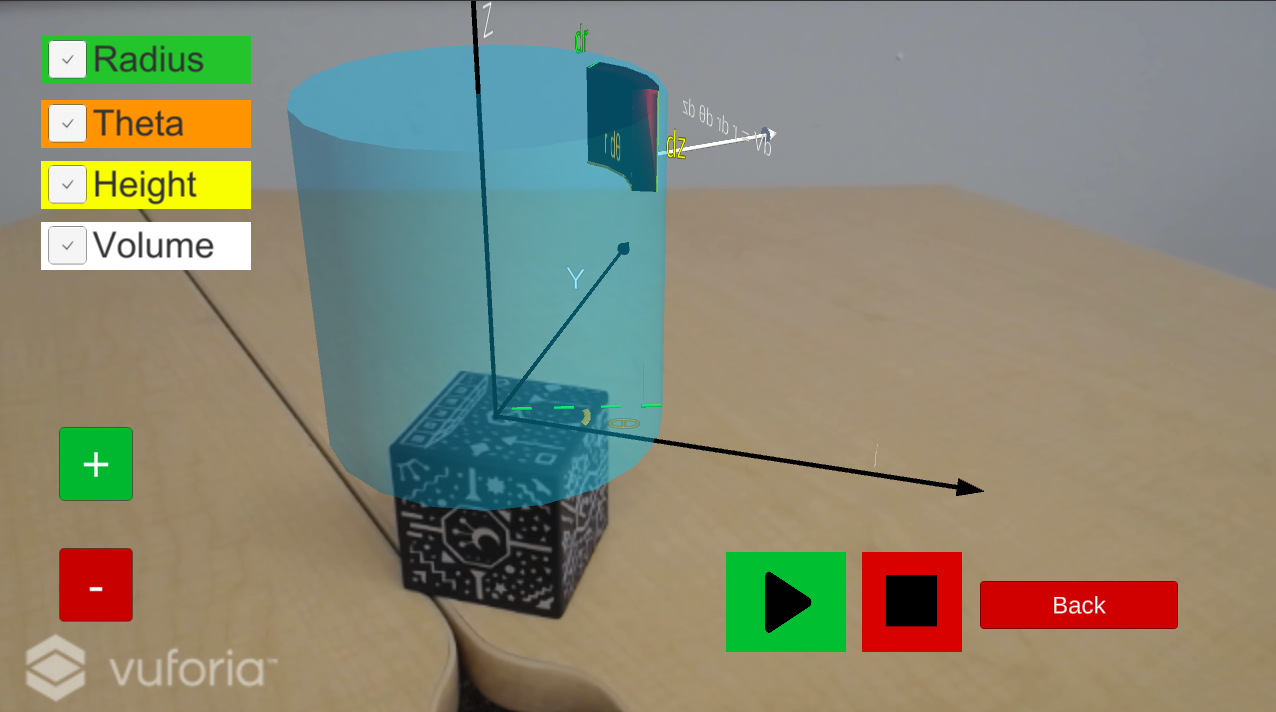 Radius
Theta
Height
Volume
Z
dr
r dθ
dz
dV = r dr dθ dz
Y
+
-
Back
vuforia™